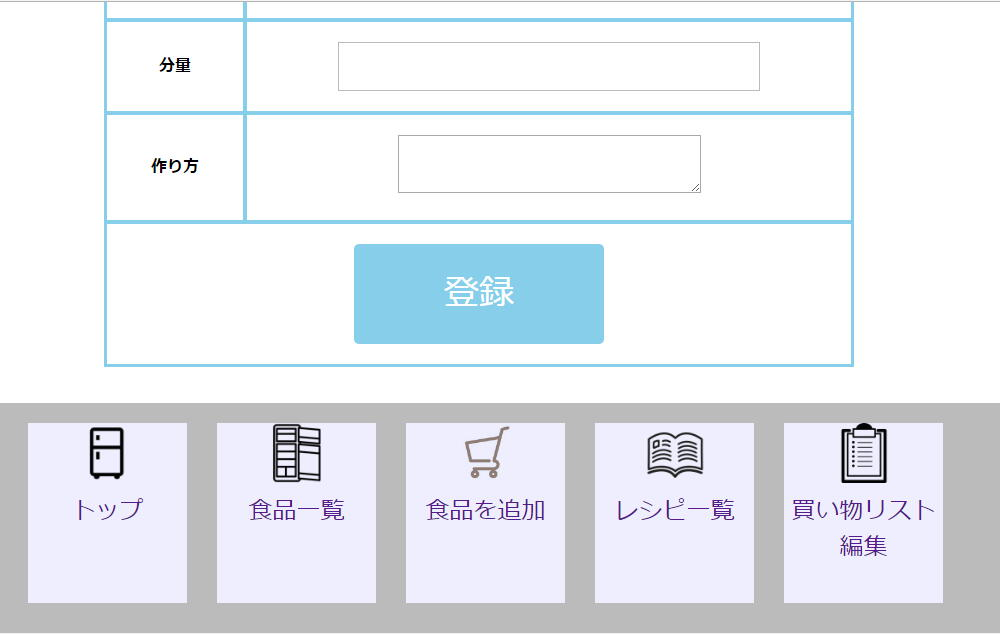 分量
作り方
登録
トップ
食品一覧
食品を追加
レシピ一覧
買い物リスト
編集